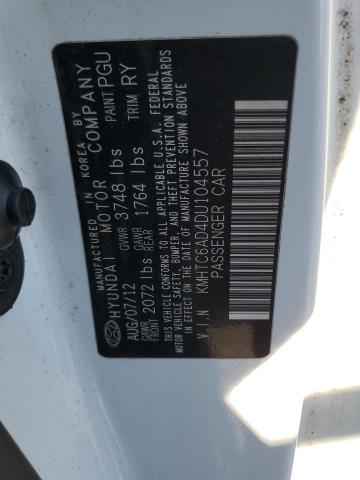 MANUFACTURED IN KOREA BY
HYUNDAI MOTOR COMPANY
AUG/07/12 GVWR 3748 lbs PAINT PGU
GAWR FRONT 2072 lbs GAWR REAR 1764 lbs TRIM RY
THIS VEHICLE CONFORMS TO ALL APPLICABLE U.S.A. FEDERAL
MOTOR VEHICLE SAFETY, BUMPER, AND THEFT PREVENTION STANDARDS
IN EFFECT ON THE DATE OF MANUFACTURE SHOWN ABOVE
V.I.N KMHTC6AD4DU104557
PASSENGER CAR